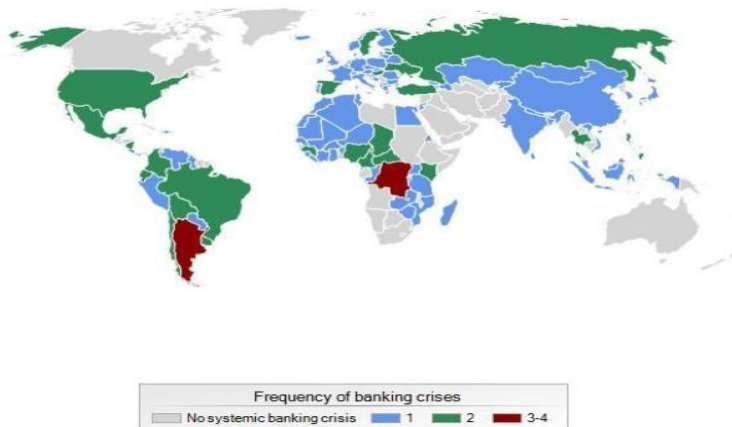 Frequency of banking crises
No systemic banking crisis 1 2 3-4